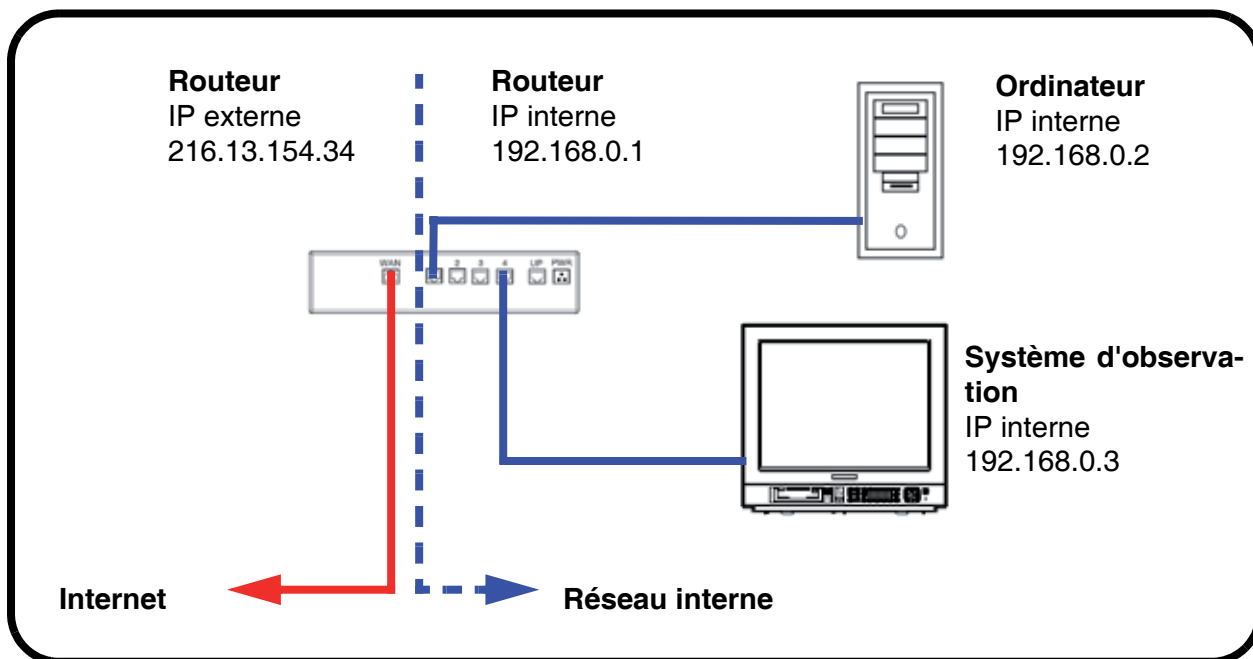 Routeur
IP externe
216.13.154.34
Routeur
IP interne
192.168.0.1
Ordinateur
IP interne
192.168.0.2
WAN
2
3
4
UP
PWR
Système d'observa-
tion
IP interne
192.168.0.3
Internet
Réseau interne